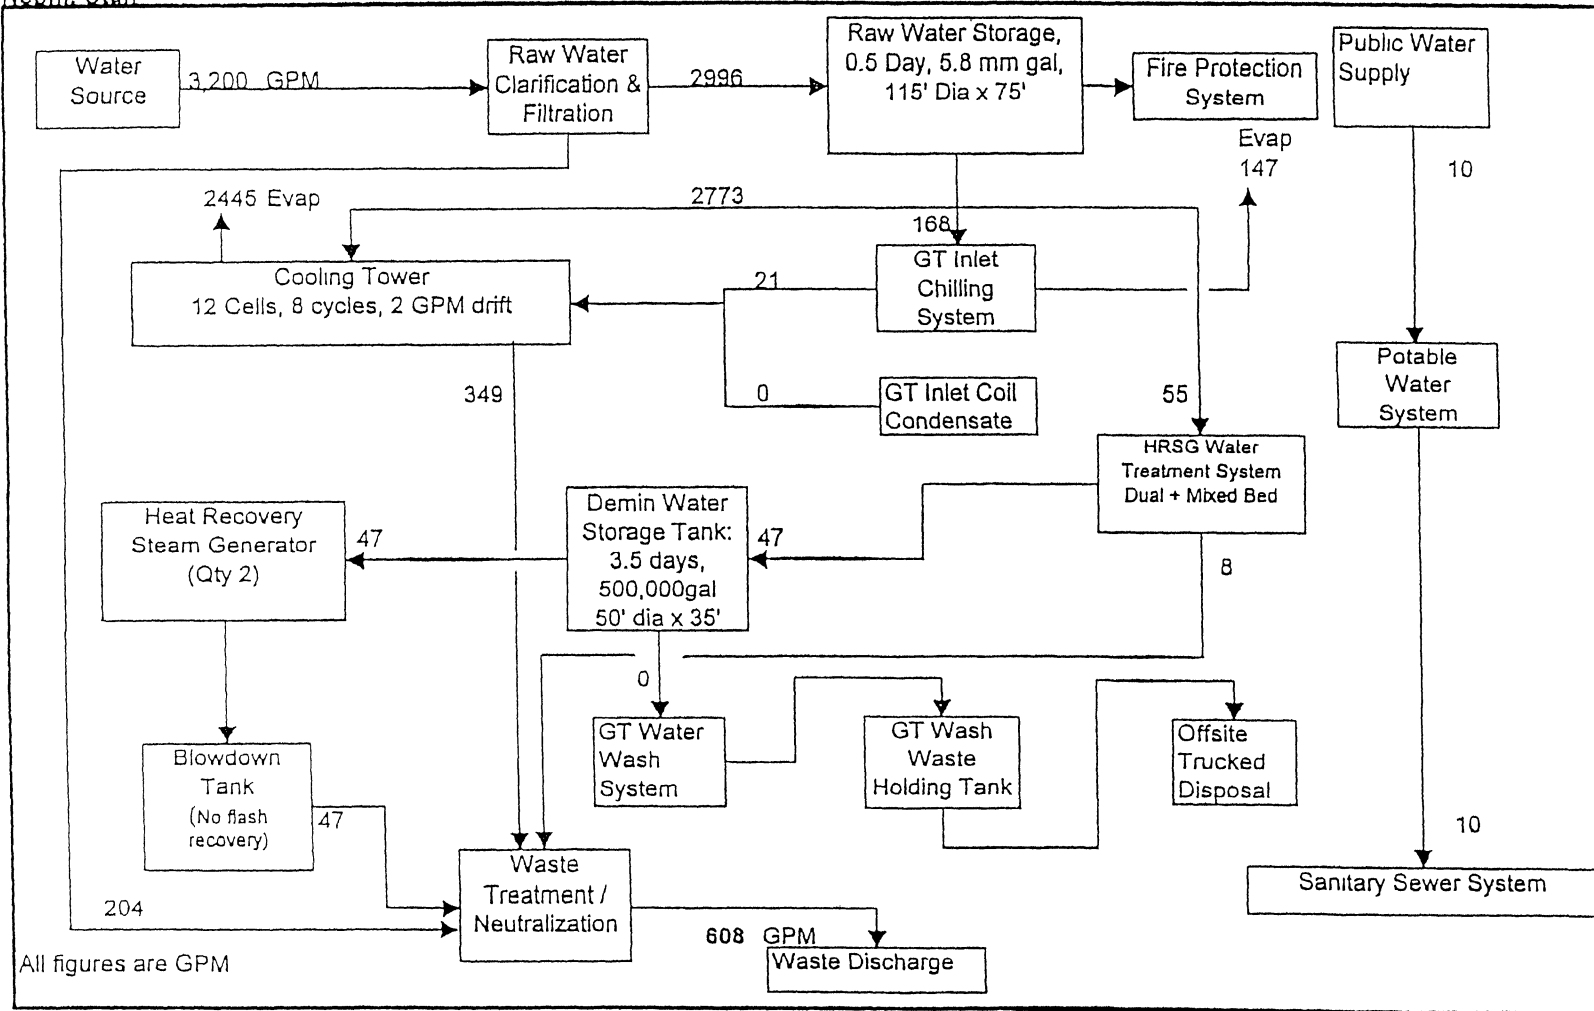 Water
Source
3,200 GPM
Raw Water
Clarification &
Filtration
2996
Raw Water Storage,
0.5 Day, 5.8 mm gal,
115' Dia x 75'
Fire Protection
System
Public Water
Supply
Evap
147
10
2445 Evap
2773
168
Cooling Tower
12 Cells, 8 cycles, 2 GPM drift
21
GT Inlet
Chilling
System
349
0
GT Inlet Coil
Condensate
55
Potable
Water
System
HRSG Water
Treatment System
Dual + Mixed Bed
Heat Recovery
Steam Generator
(Qty 2)
47
Demin Water
Storage Tank:
3.5 days,
500,000gal
50' dia x 35'
47
8
0
GT Water
Wash
System
GT Wash
Waste
Holding Tank
Offsite
Trucked
Disposal
Blowdown
Tank
(No flash
recovery)
47
10
Waste
Treatment /
Neutralization
Sanitary Sewer System
204
608 GPM
Waste Discharge
All figures are GPM